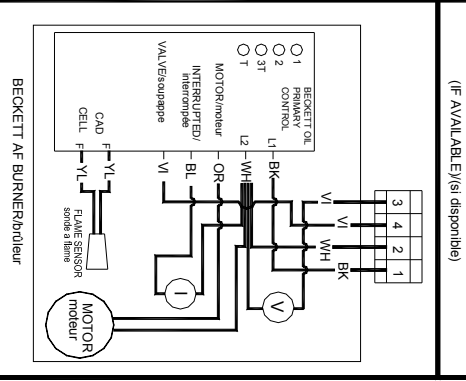 (IF AVAILABLE)/(si disponible)
3
4
2
1
VI
VI
WH
BK
1
2
3T
T
BECKETT OIL
PRIMARY
CONTROL
L1
BK
L2
WH
MOTOR/moteur
OR
INTERRUPTED/
interrompée
BL
VALVE/soupappe
VI
CAD
CELL
F
YL
F
YL
FLAME SENSOR
sonde a flame
V
I
MOTOR
moteur
BECKETT AF BURNER/brûleur